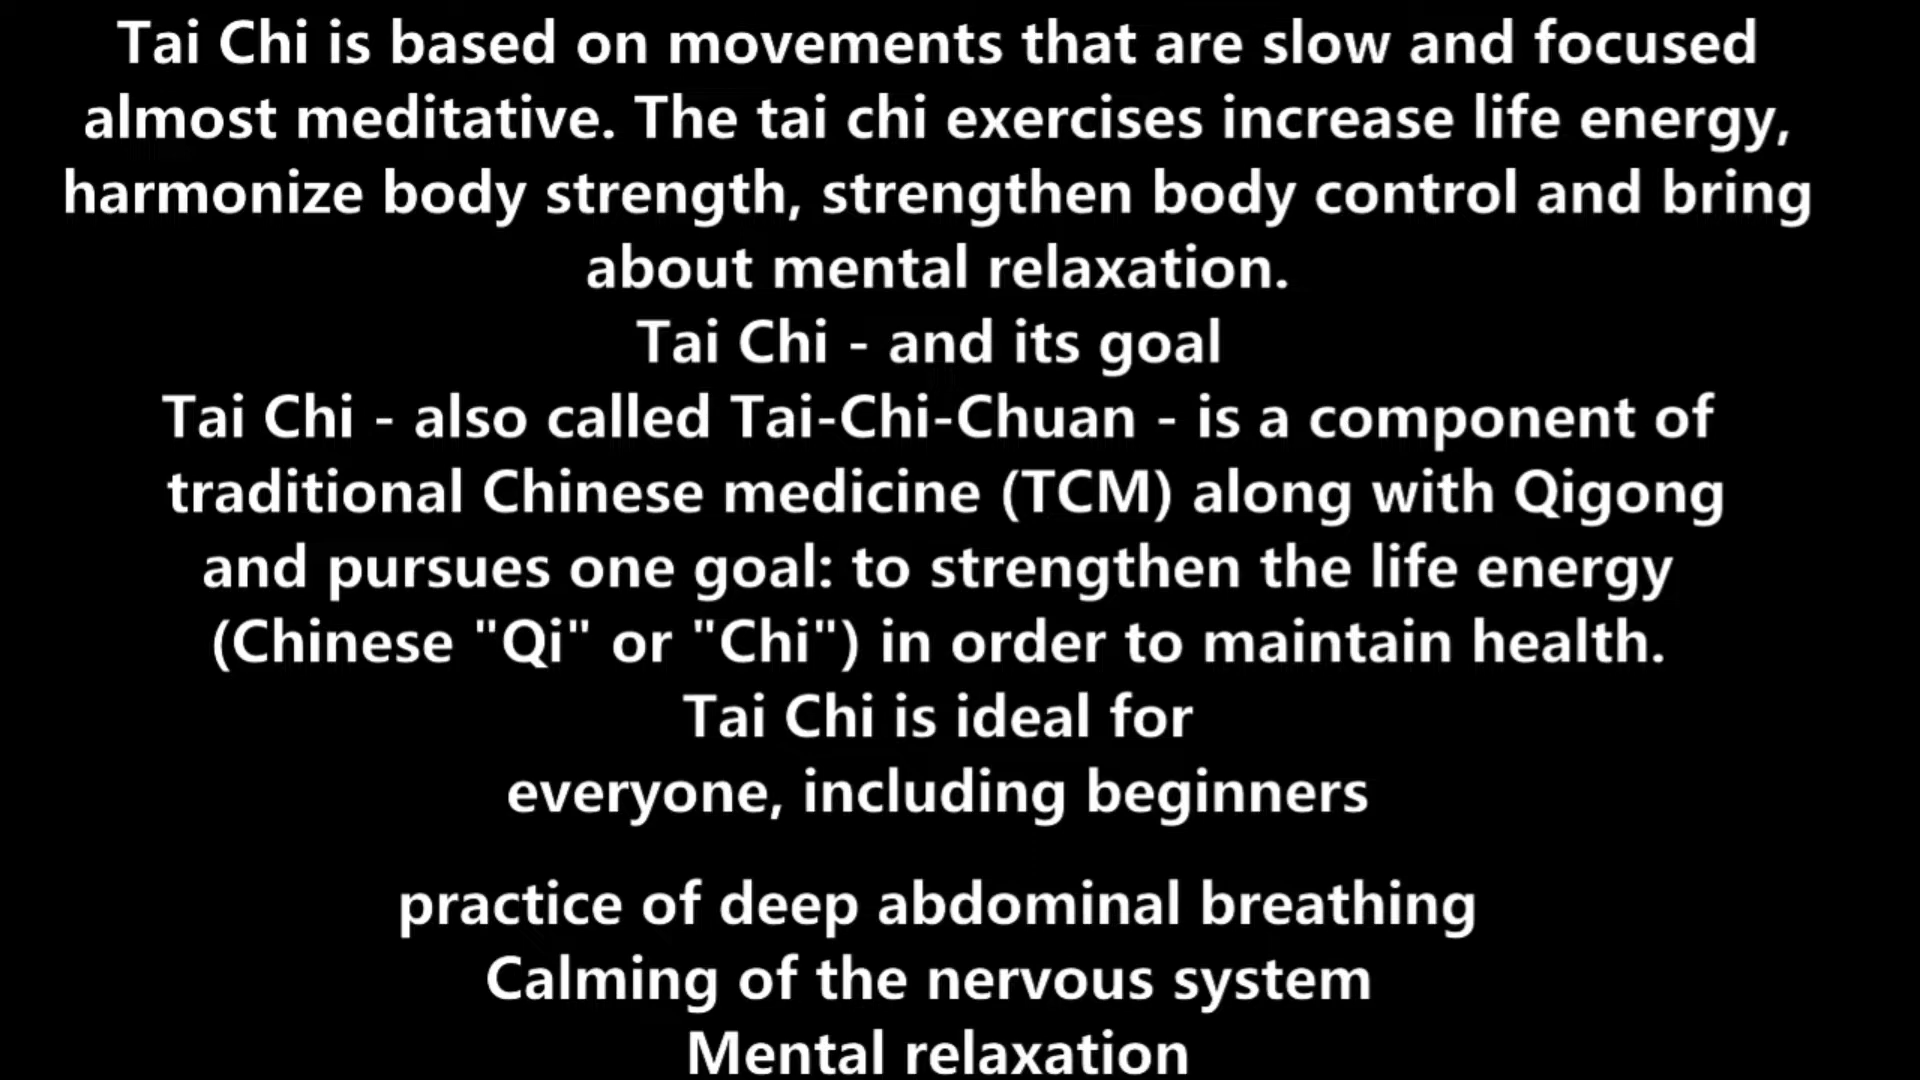 Tai Chi is based on movements that are slow and focused
almost meditative. The tai chi exercises increase life energy,
harmonize body strength, strengthen body control and bring
about mental relaxation.
Tai Chi - and its goal
Tai Chi - also called Tai-Chi-Chuan - is a component of
traditional Chinese medicine (TCM) along with Qigong
and pursues one goal: to strengthen the life energy
(Chinese "Qi" or "Chi") in order to maintain health.
Tai Chi is ideal for
everyone, including beginners
practice of deep abdominal breathing
Calming of the nervous system
Mental relaxation